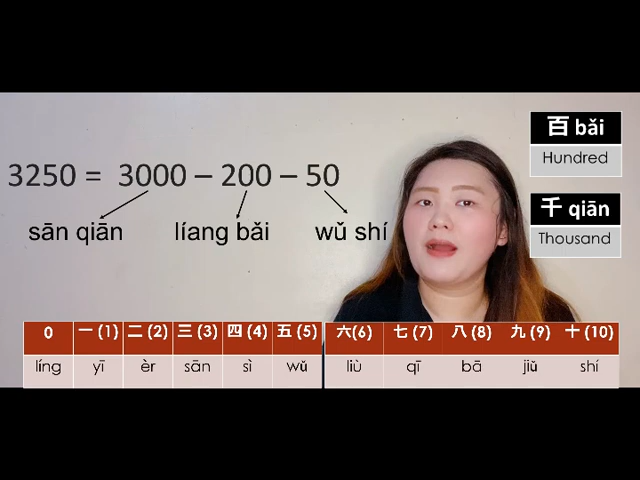 百 bǎi
Hundred
3250 = 3000 – 200 – 50
千 qiān
Thousand
sān qiān líang bǎi wǔ shí
0 一 (1) 二 (2) 三 (3) 四 (4) 五 (5) 六(6) 七 (7) 八 (8) 九 (9) 十 (10)
líng yī èr sān sì wǔ liù qī bā jiǔ shí